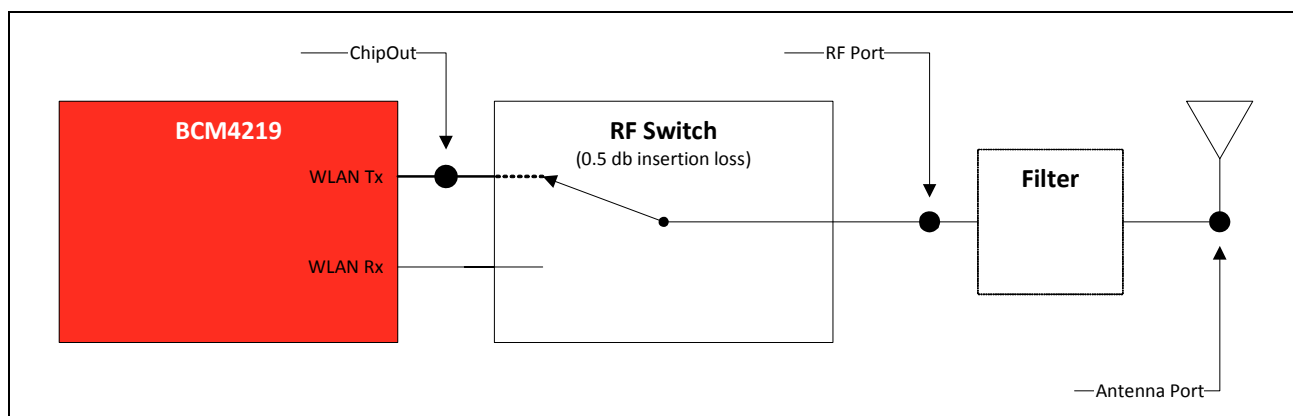 ChipOut
RF Port
BCM4219
RF Switch
(0.5 db insertion loss)
WLAN Tx
Filter
WLAN Rx
Antenna Port